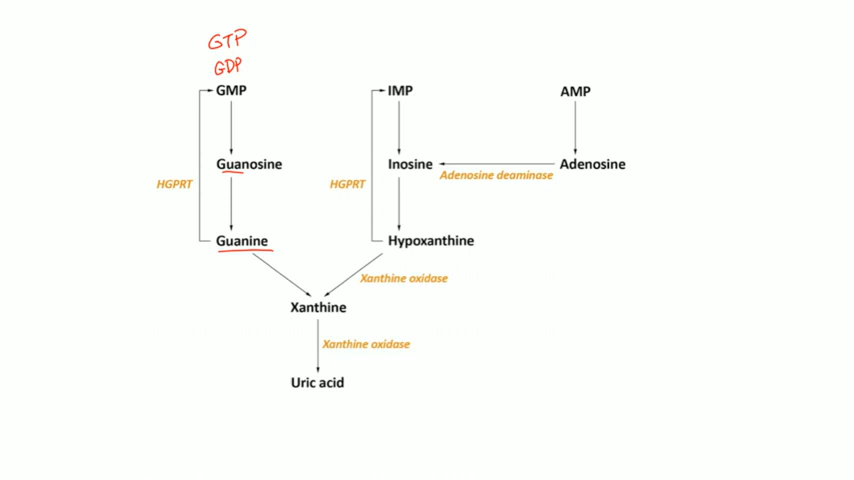 GTP
GDP
GMP
IMP
AMP
Guanosine
Inosine
Adenosine deaminase
Adenosine
HGPRT
HGPRT
Guanine
Hypoxanthine
Xanthine oxidase
Xanthine
Xanthine oxidase
Uric acid